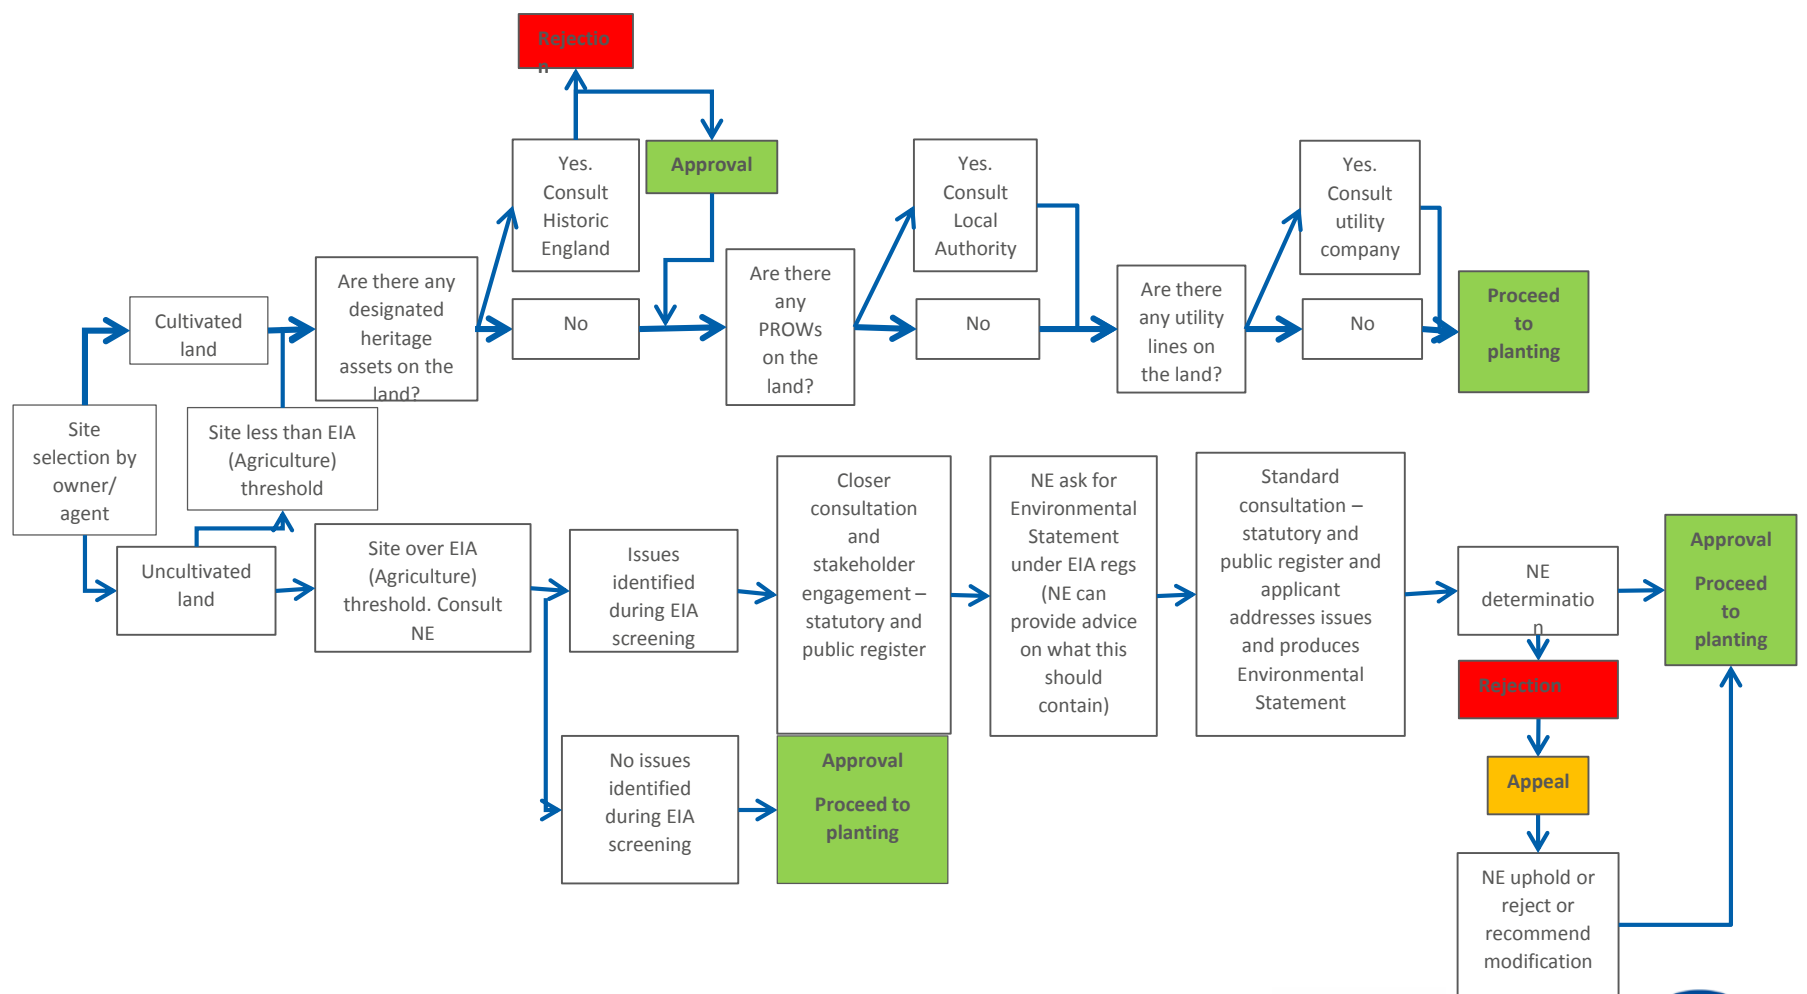 Rejectio
n
Yes.
Consult
Historic
England
Approval
Yes.
Consult
Local
Authority
Yes.
Consult
utility
company
Cultivated
land
Are there any
designated
heritage
assets on the
land?
No
Are there
any
PROWs
on the
land?
No
Are there
any utility
lines on
the land?
No
Proceed
to
planting
Site
selection by
owner/
agent
Site less than EIA
(Agriculture)
threshold
Uncultivated
land
Site over EIA
(Agriculture)
threshold. Consult
NE
Issues
identified
during EIA
screening
Closer
consultation
and
stakeholder
engagement –
statutory and
public register
NE ask for
Environmental
Statement
under EIA regs
(NE can
provide advice
on what this
should
contain)
Standard
consultation –
statutory and
public register and
applicant
addresses issues
and produces
Environmental
Statement
NE
determinatio
n
Approval
Proceed
to
planting
Rejection
Appeal
NE uphold or
reject or
recommend
modification
No issues
identified
during EIA
screening
Approval
Proceed to
planting